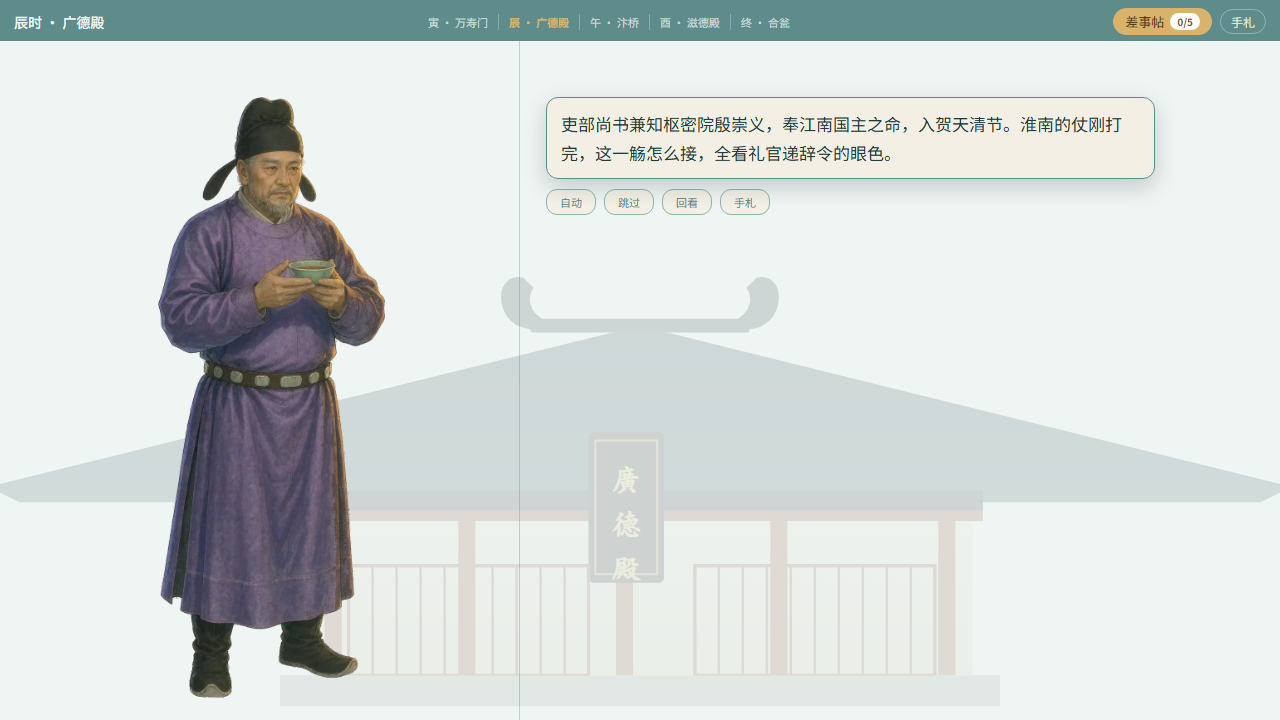 辰时 · 广德殿
寅 · 万寿门
辰 · 广德殿
午 · 汴桥
酉 · 滋德殿
终 · 合瓮
差事帖 0/5
手札
吏部尚书兼知枢密院殷崇义，奉江南国主之命，入贺天清节。淮南的仗刚打
完，这一觞怎么接，全看礼官递辞令的眼色。
自动
跳过
回看
手札
廣德殿